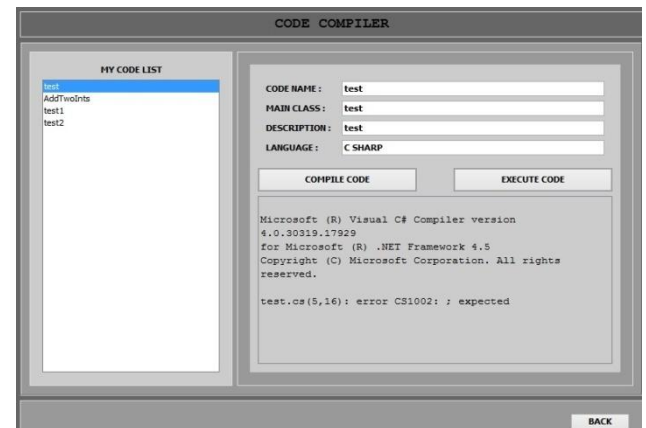 CODE COMPILER
MY CODE LIST
test
AddTwoInts
test1
test2
CODE NAME : test
MAIN CLASS : test
DESCRIPTION : test
LANGUAGE : C SHARP
COMPILE CODE EXECUTE CODE
Microsoft (R) Visual C# Compiler version
4.0.30319.17929
for Microsoft (R) .NET Framework 4.5
Copyright (C) Microsoft Corporation. All rights
reserved.
test.cs(5,16): error CS1002: ; expected
BACK